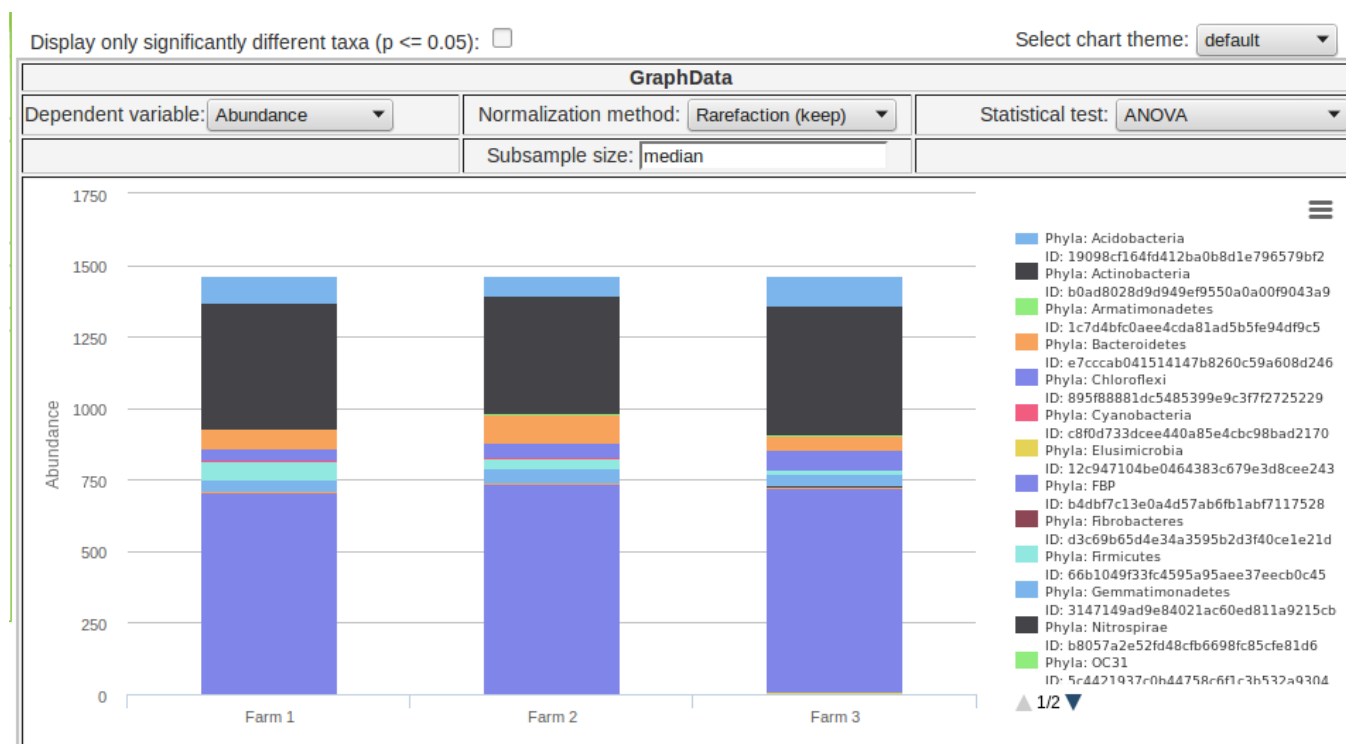 Display only significantly different taxa (p <= 0.05):
Select chart theme: default
GraphData
Dependent variable: Abundance
Normalization method: Rarefaction (keep)
Statistical test: ANOVA
Subsample size: median
1750
1500
1250
1000
750
500
250
0
Abundance
Farm 1
Farm 2
Farm 3
Phyla: Acidobacteria
ID: 19098cf164fd412ba0b8d1e796579bf2
Phyla: Actinobacteria
ID: b0ad8028d9d949ef9550a0a00f9043a9
Phyla: Armatimonadetes
ID: 1c7d4bfc0aee4cda81ad5b5fe94df9c5
Phyla: Bacteroidetes
ID: e7cccab041514147b8260c59a608d246
Phyla: Chloroflexi
ID: 895f88881dc5485399e9c3f7f2725229
Phyla: Cyanobacteria
ID: c8f0d733dcee440a85e4cbc98bad2170
Phyla: Elusimicrobia
ID: 12c947104be0464383c679e3d8cee243
Phyla: FBP
ID: b4dbf7c13e0a4d57ab6fb1abf7117528
Phyla: Fibrobacteres
ID: d3c69b65d4e34a3595b2d3f40ce1e21d
Phyla: Firmicutes
ID: 66b1049f33fc4595a95aee37eecb0c45
Phyla: Gemmatimonadetes
ID: 3147149ad9e84021ac60ed811a9215cb
Phyla: Nitrospirae
ID: b8057a2e52fd48cfb6698fc85cfe81d6
Phyla: OC31
ID: 5c4421937c0b44758c6f1c3b532a9304
1/2